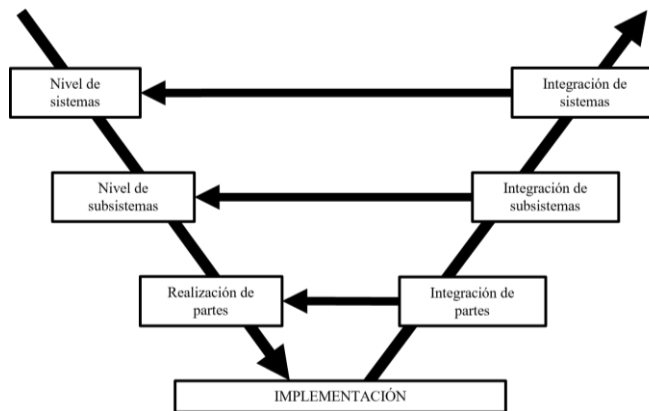 Nivel de
sistemas
Integración de
sistemas
Nivel de
subsistemas
Integración de
subsistemas
Realización de
partes
Integración de
partes
IMPLEMENTACIÓN